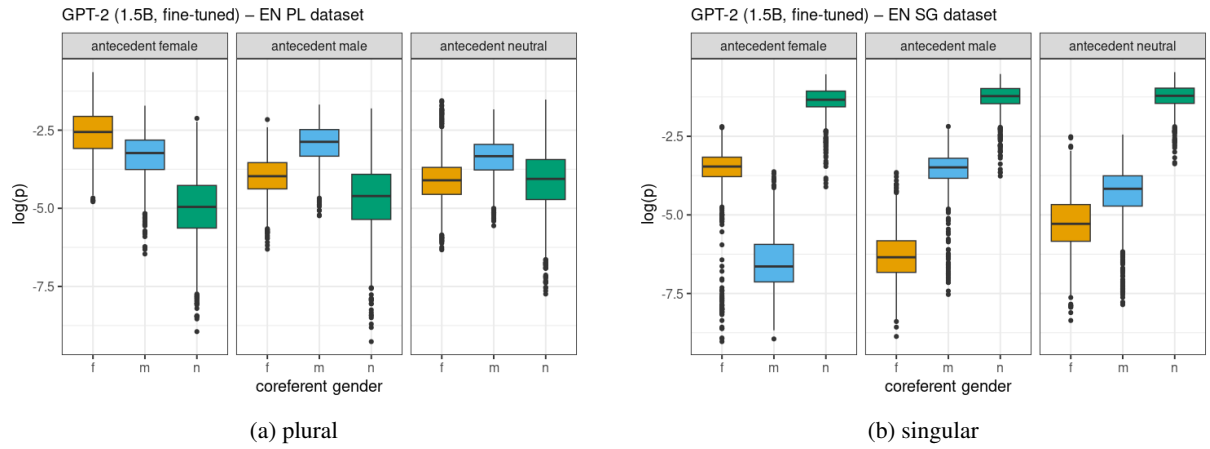 GPT-2 (1.5B, fine-tuned) – EN PL dataset
antecedent female
antecedent male
antecedent neutral
log(p)
-2.5
-5.0
-7.5
f
m
n
f
m
n
f
m
n
coreferent gender
(a) plural
GPT-2 (1.5B, fine-tuned) – EN SG dataset
antecedent female
antecedent male
antecedent neutral
log(p)
-2.5
-5.0
-7.5
f
m
n
f
m
n
f
m
n
coreferent gender
(b) singular